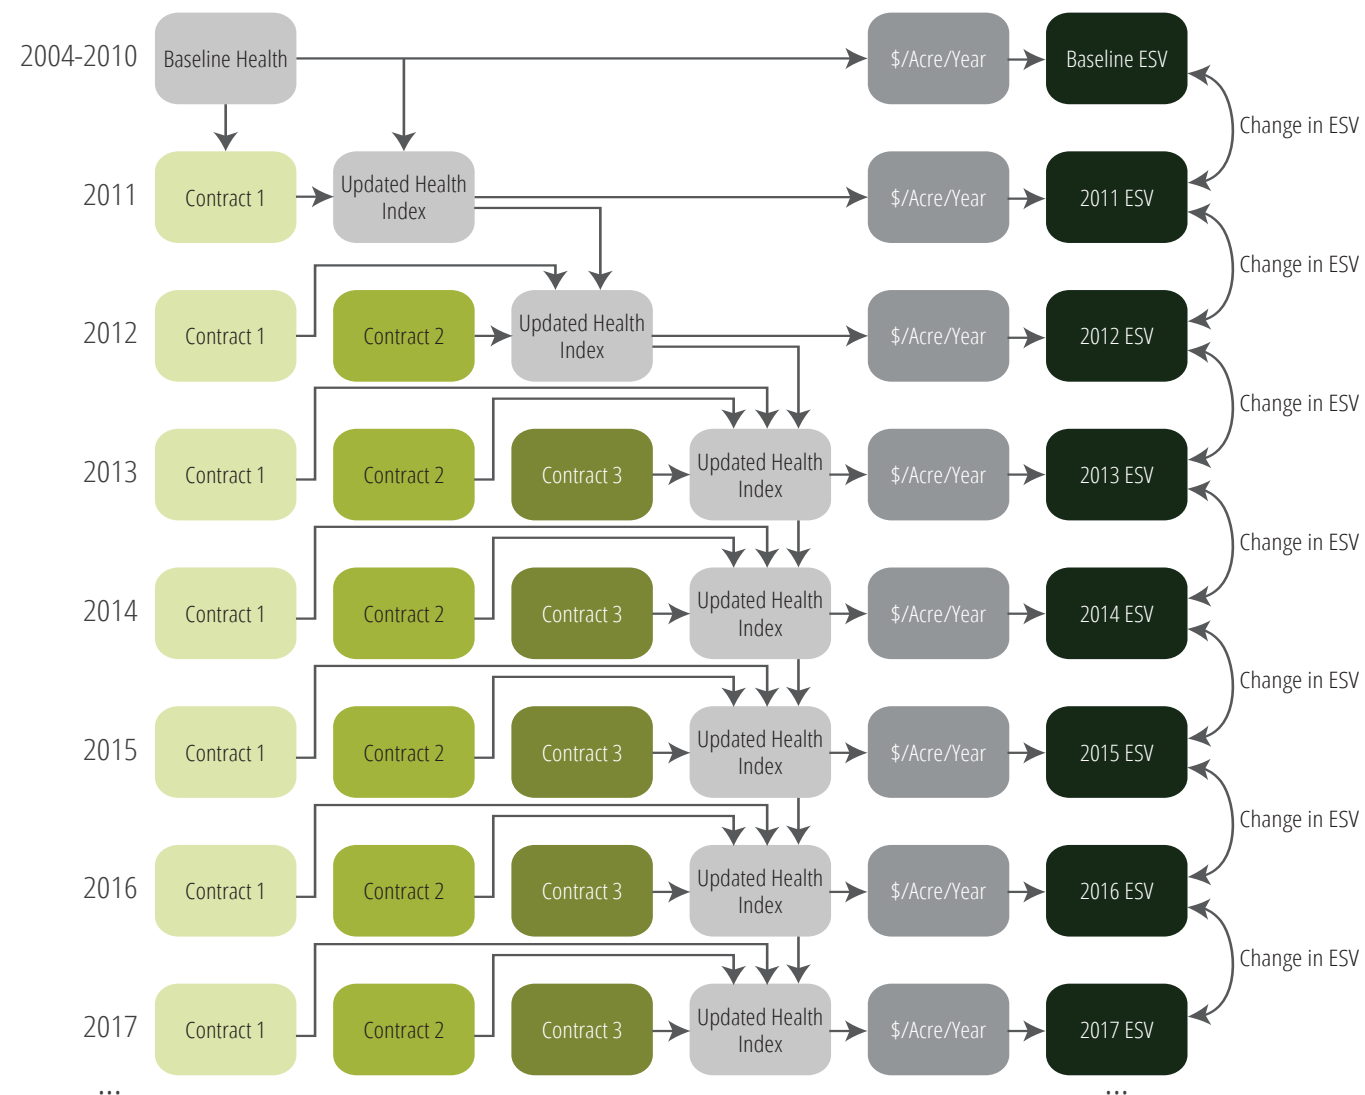 2004-2010
Baseline Health
$/Acre/Year
Baseline ESV
Change in ESV
2011
Contract 1
Updated Health
Index
$/Acre/Year
2011 ESV
Change in ESV
2012
Contract 1
Contract 2
Updated Health
Index
$/Acre/Year
2012 ESV
Change in ESV
2013
Contract 1
Contract 2
Contract 3
Updated Health
Index
$/Acre/Year
2013 ESV
Change in ESV
2014
Contract 1
Contract 2
Contract 3
Updated Health
Index
$/Acre/Year
2014 ESV
Change in ESV
2015
Contract 1
Contract 2
Contract 3
Updated Health
Index
$/Acre/Year
2015 ESV
Change in ESV
2016
Contract 1
Contract 2
Contract 3
Updated Health
Index
$/Acre/Year
2016 ESV
Change in ESV
2017
Contract 1
Contract 2
Contract 3
Updated Health
Index
$/Acre/Year
2017 ESV
...
...